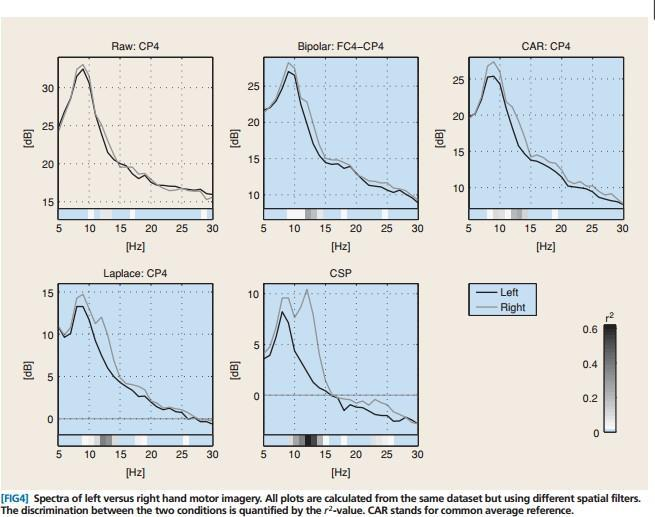 Raw: CP4
Bipolar: FC4–CP4
CAR: CP4
[dB]
30
25
20
15
5 10 15 20 25 30
[Hz]
[dB]
25
20
15
10
5 10 15 20 25 30
[Hz]
[dB]
25
20
15
10
5 10 15 20 25 30
[Hz]
Laplace: CP4
CSP
[dB]
15
10
5
0
5 10 15 20 25 30
[Hz]
[dB]
10
5
0
5 10 15 20 25 30
[Hz]
Left
Right
r²
0.6
0.4
0.2
0
[FIG4] Spectra of left versus right hand motor imagery. All plots are calculated from the same dataset but using different spatial filters.
The discrimination between the two conditions is quantified by the r²-value. CAR stands for common average reference.